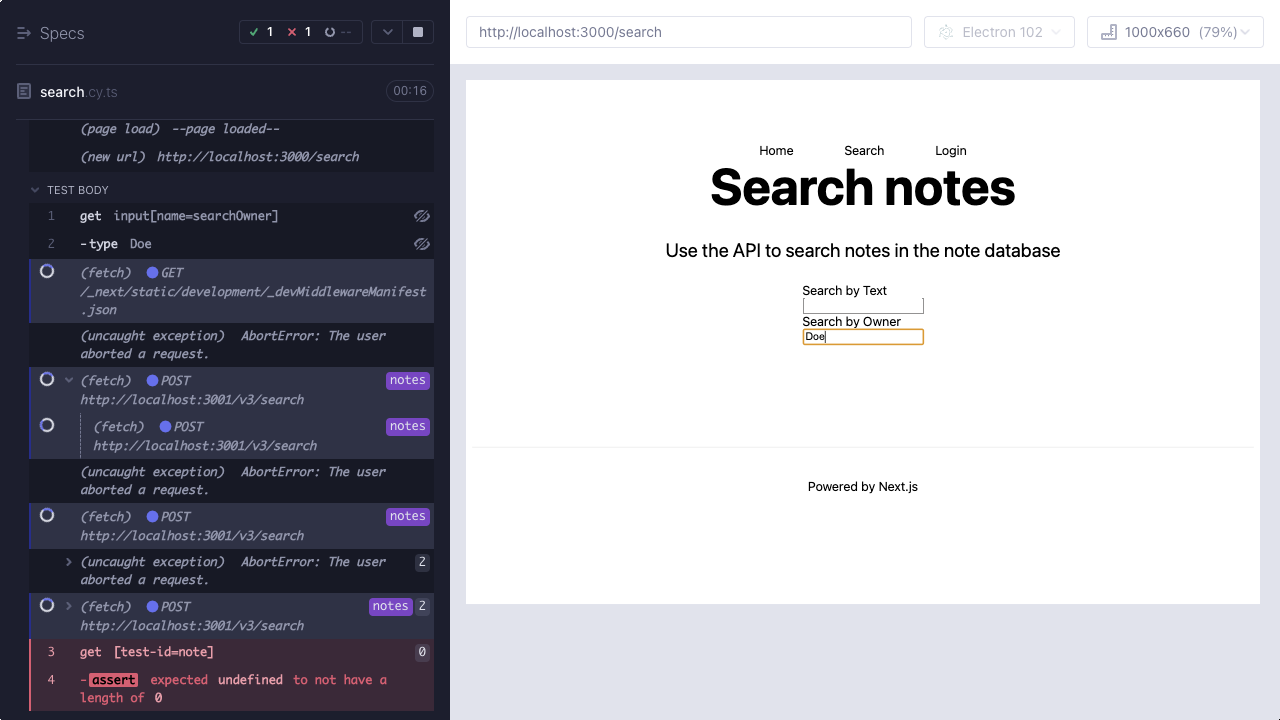 Specs
1
1
--
search.cy.ts
00:16
(page load) --page loaded--
(new url) http://localhost:3000/search
TEST BODY
1 get input[name=searchOwner]
2 -type Doe
(fetch) GET
/_next/static/development/_devMiddlewareManifest
.json
(uncaught exception) AbortError: The user
aborted a request.
(fetch) POST notes
http://localhost:3001/v3/search
(fetch) POST notes
http://localhost:3001/v3/search
(uncaught exception) AbortError: The user
aborted a request.
(fetch) POST notes
http://localhost:3001/v3/search
(uncaught exception) AbortError: The user 2
aborted a request.
(fetch) POST notes 2
http://localhost:3001/v3/search
3 get [test-id=note] 0
4 -assert expected undefined to not have a
length of 0
http://localhost:3000/search
Electron 102
1000x660 (79%)
Home Search Login
Search notes
Use the API to search notes in the note database
Search by Text
Search by Owner
Doe
Powered by Next.js